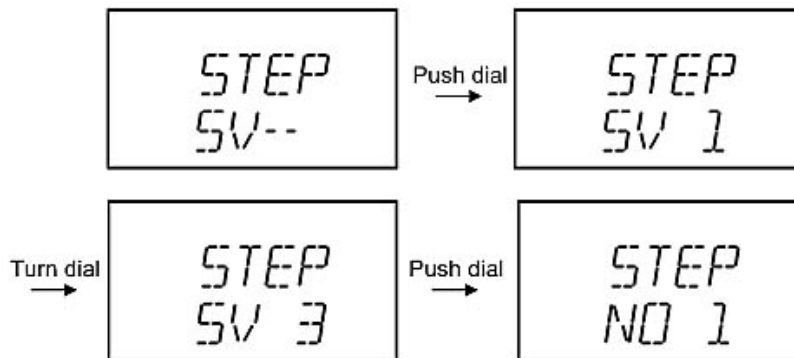 STEP
SV--
Push dial
STEP
SV 1
Turn dial
STEP
SV 3
Push dial
STEP
NO 1